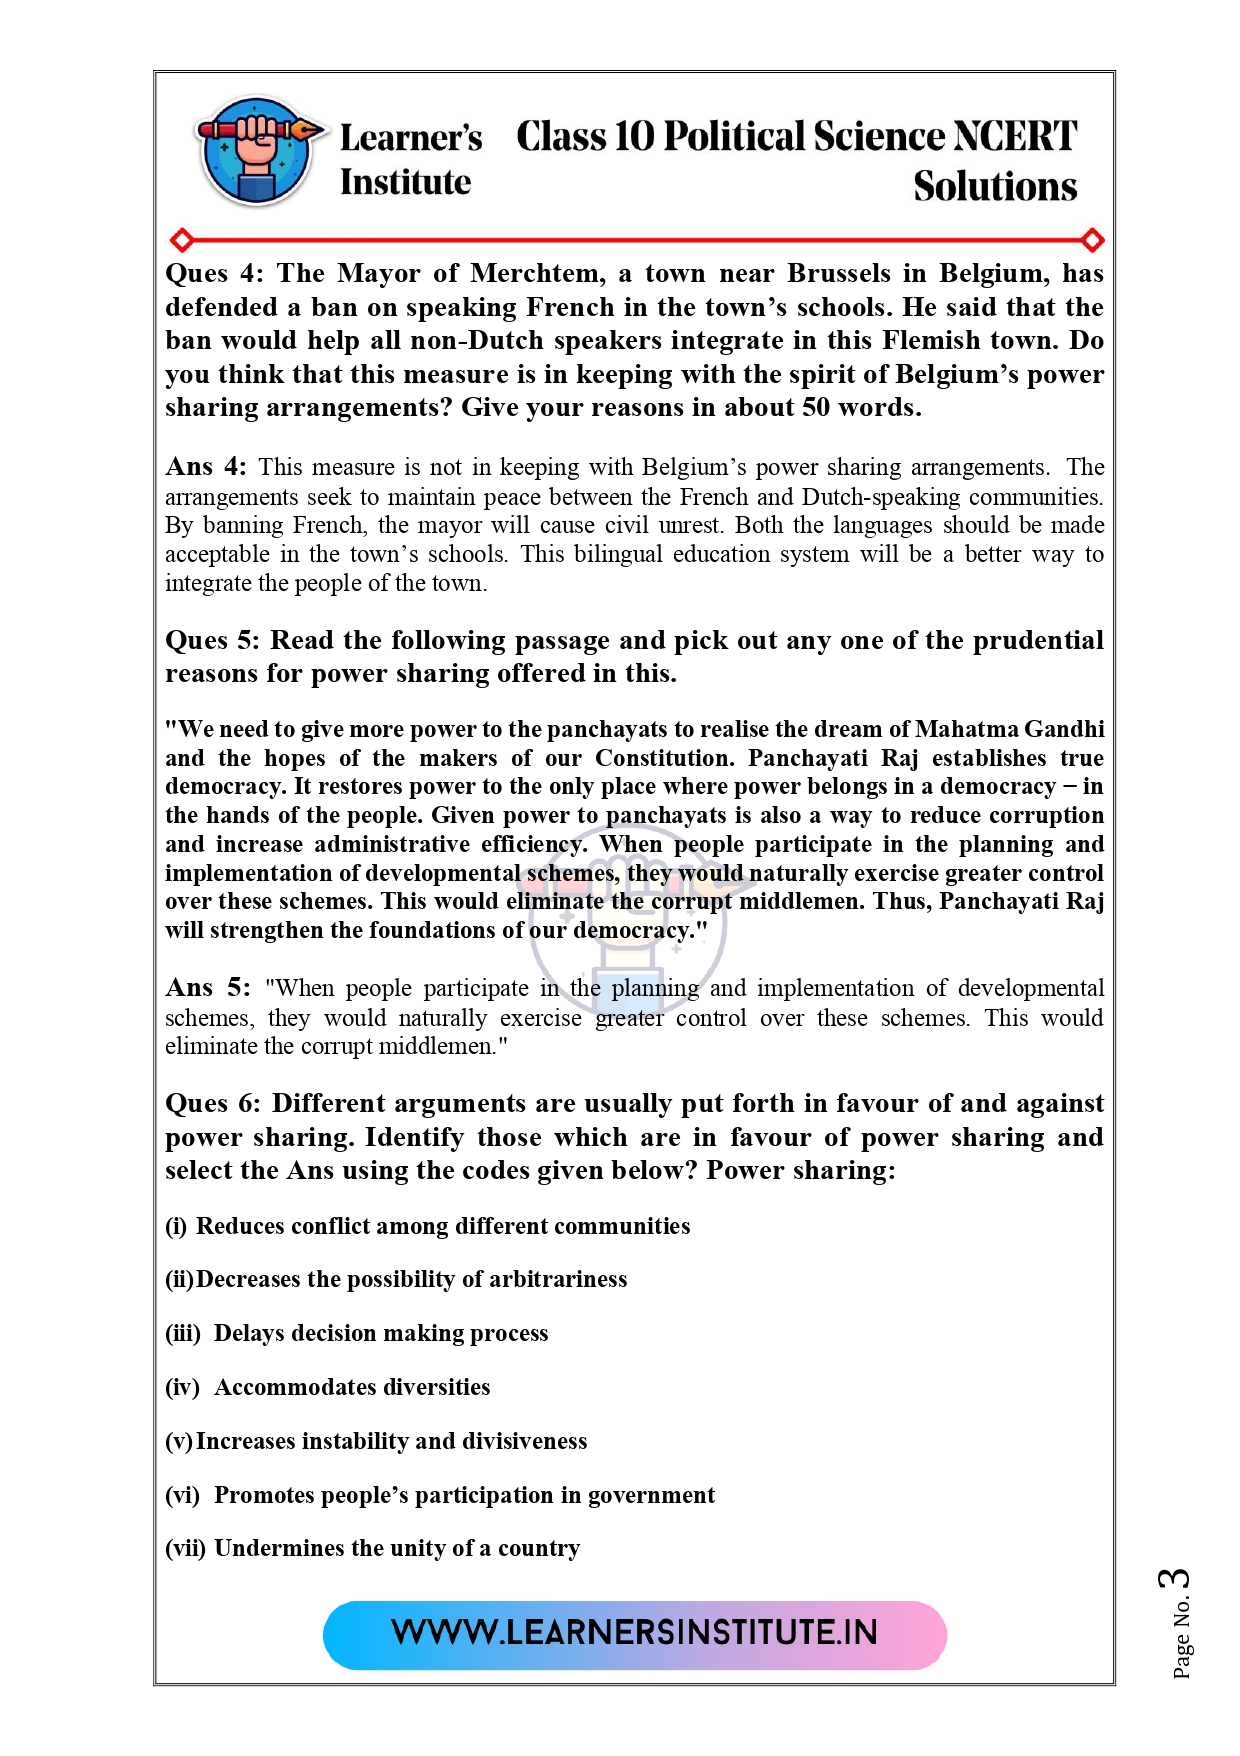 Learner's Class 10 Political Science NCERT
Institute Solutions
Ques 4: The Mayor of Merchtem, a town near Brussels in Belgium, has
defended a ban on speaking French in the town's schools. He said that the
ban would help all non-Dutch speakers integrate in this Flemish town. Do
you think that this measure is in keeping with the spirit of Belgium's power
sharing arrangements? Give your reasons in about 50 words.
Ans 4: This measure is not in keeping with Belgium's power sharing arrangements. The
arrangements seek to maintain peace between the French and Dutch-speaking communities.
By banning French, the mayor will cause civil unrest. Both the languages should be made
acceptable in the town's schools. This bilingual education system will be a better way to
integrate the people of the town.
Ques 5: Read the following passage and pick out any one of the prudential
reasons for power sharing offered in this.
"We need to give more power to the panchayats to realise the dream of Mahatma Gandhi
and the hopes of the makers of our Constitution. Panchayati Raj establishes true
democracy. It restores power to the only place where power belongs in a democracy – in
the hands of the people. Given power to panchayats is also a way to reduce corruption
and increase administrative efficiency. When people participate in the planning and
implementation of developmental schemes, they would naturally exercise greater control
over these schemes. This would eliminate the corrupt middlemen. Thus, Panchayati Raj
will strengthen the foundations of our democracy."
Ans 5: "When people participate in the planning and implementation of developmental
schemes, they would naturally exercise greater control over these schemes. This would
eliminate the corrupt middlemen."
Ques 6: Different arguments are usually put forth in favour of and against
power sharing. Identify those which are in favour of power sharing and
select the Ans using the codes given below? Power sharing:
(i) Reduces conflict among different communities
(ii) Decreases the possibility of arbitrariness
(iii) Delays decision making process
(iv) Accommodates diversities
(v) Increases instability and divisiveness
(vi) Promotes people's participation in government
(vii) Undermines the unity of a country
WWW.LEARNERSINSTITUTE.IN
Page No. 3